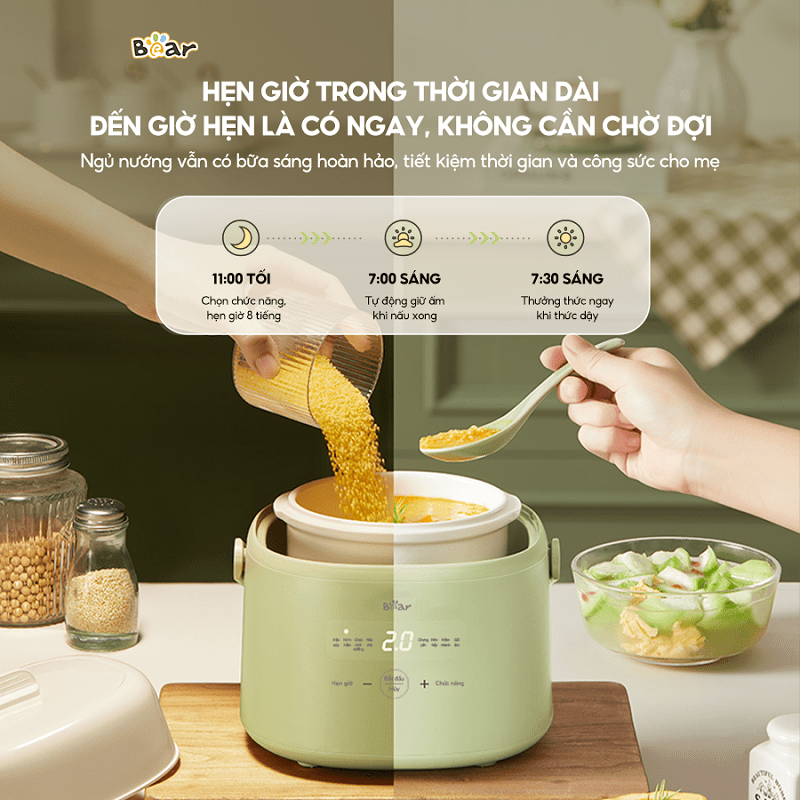 Bear
HẸN GIỜ TRONG THỜI GIAN DÀI
ĐẾN GIỜ HẸN LÀ CÓ NGAY, KHÔNG CẦN CHỜ ĐỢI
Ngủ nướng vẫn có bữa sáng hoàn hảo, tiết kiệm thời gian và công sức cho mẹ
11:00 TỐI
Chọn chức năng,
hẹn giờ 8 tiếng
7:00 SÁNG
Tự động giữ ấm
khi nấu xong
7:30 SÁNG
Thưởng thức ngay
khi thức dậy
Bear
2.0
Hẹn giờ
−
Bắt đầu
Hủy
+
Chức năng